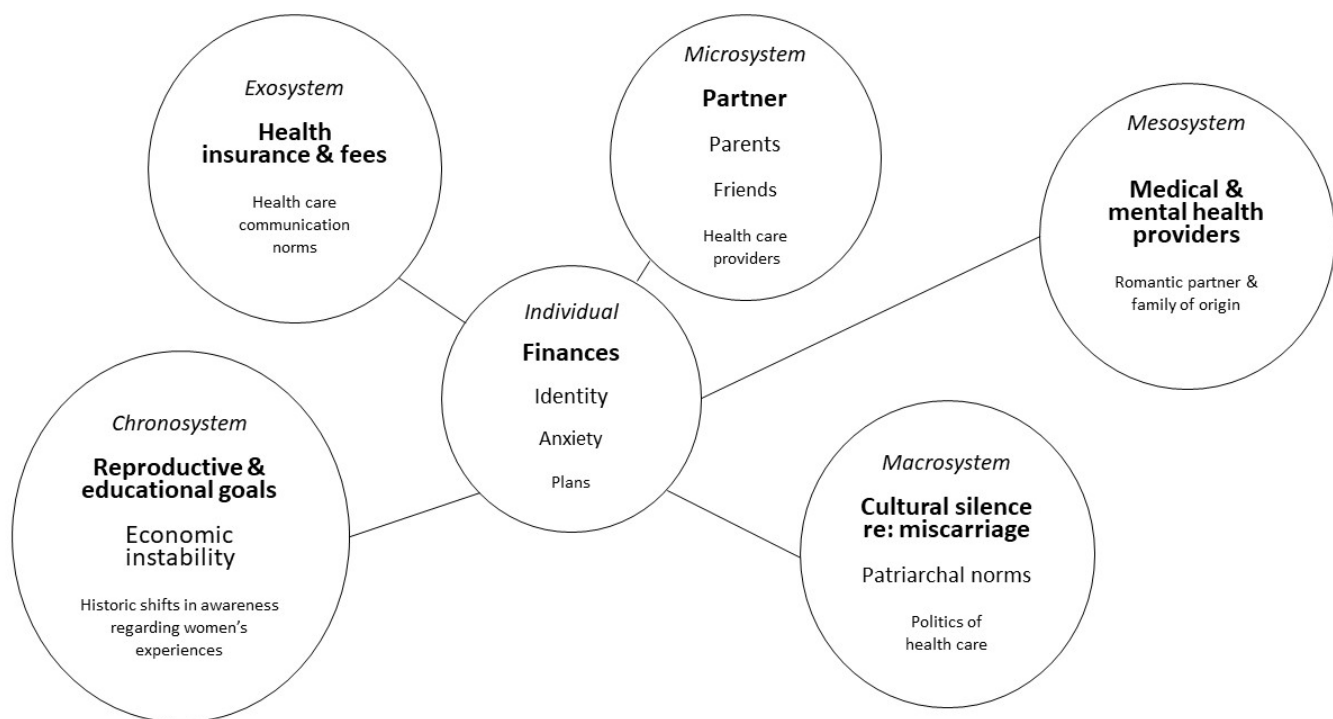 Exosystem
Health
insurance & fees
Health care
communication
norms
Microsystem
Partner
Parents
Friends
Health care
providers
Mesosystem
Medical &
mental health
providers
Romantic partner &
family of origin
Individual
Finances
Identity
Anxiety
Plans
Chronosystem
Reproductive &
educational goals
Economic
instability
Historic shifts in awareness
regarding women's
experiences
Macrosystem
Cultural silence
re: miscarriage
Patriarchal norms
Politics of
health care